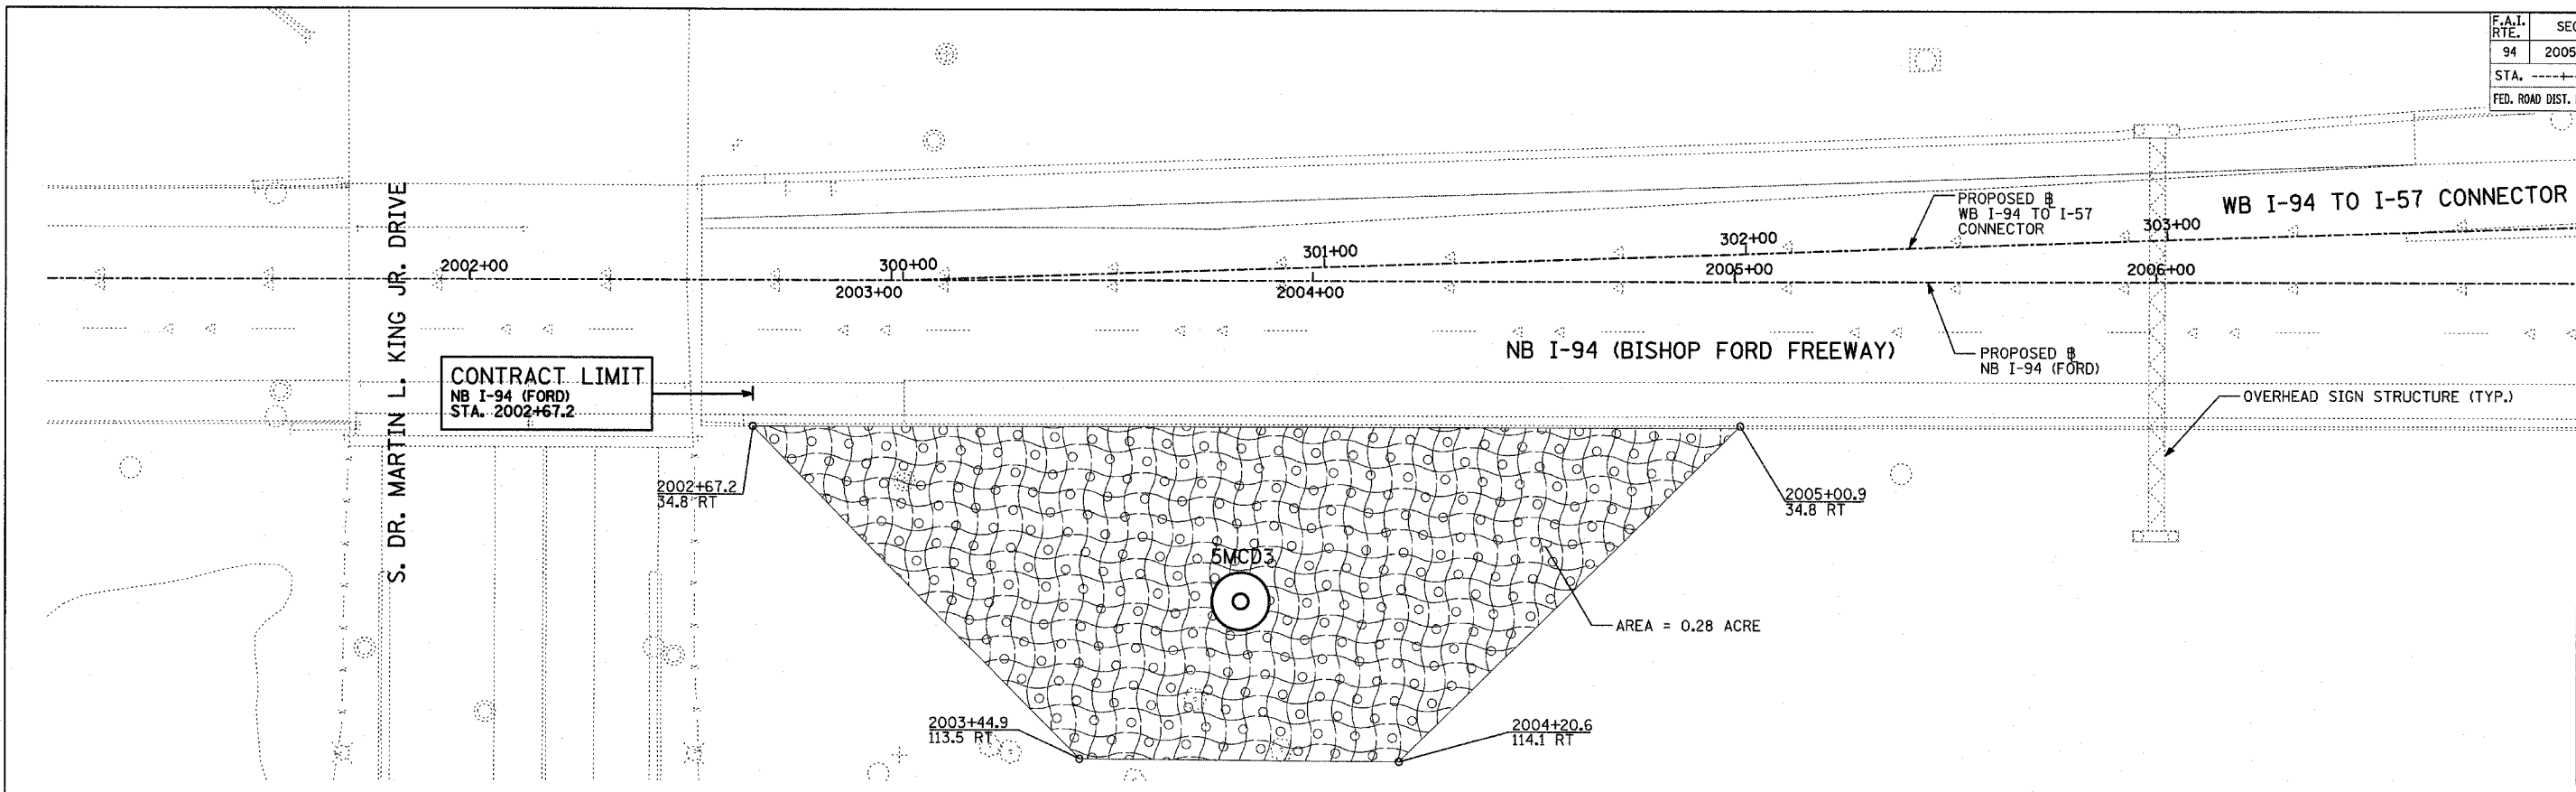 F.A.I.
RTE.
SEC
94
2005
STA. ----+-
FED. ROAD DIST.
WB I-94 TO I-57 CONNECTOR
PROPOSED
WB I-94 TO I-57
CONNECTOR
300+00
301+00
302+00
303+00
2002+00
2003+00
2004+00
2005+00
2006+00
S. DR. MARTIN L. KING JR. DRIVE
NB I-94 (BISHOP FORD FREEWAY)
PROPOSED
NB I-94 (FORD)
CONTRACT LIMIT
NB I-94 (FORD)
STA. 2002+67.2
OVERHEAD SIGN STRUCTURE (TYP.)
2002+67.2
34.8 RT
2005+00.9
34.8 RT
5MCD3
AREA = 0.28 ACRE
2003+44.9
113.5 RT
2004+20.6
114.1 RT